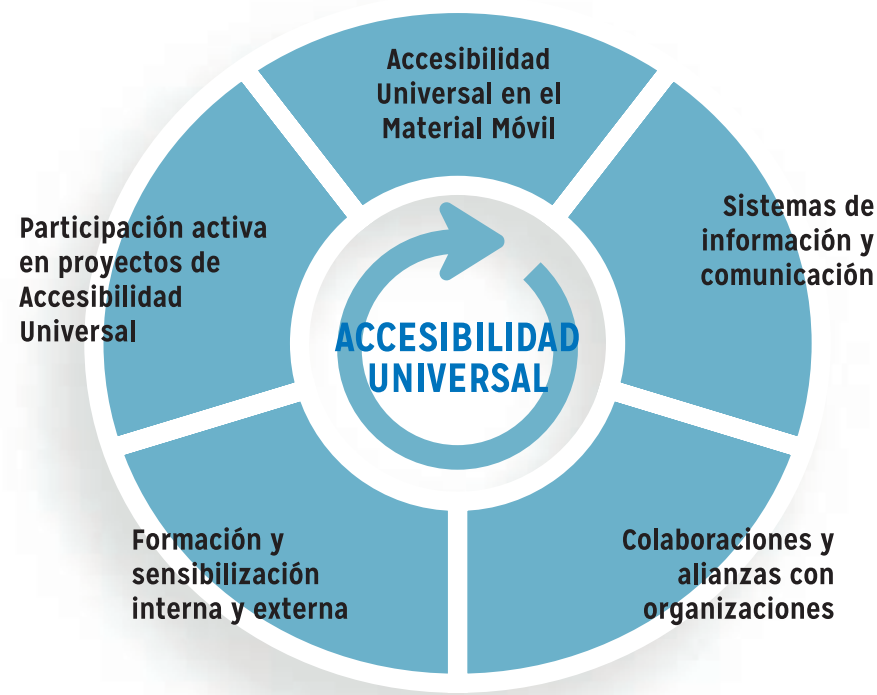 Accesibilidad
Universal en el
Material Móvil
Sistemas de
información y
comunicación
Colaboraciones y
alianzas con
organizaciones
Formación y
sensibilización
interna y externa
Participación activa
en proyectos de
Accesibilidad
Universal
ACCESIBILIDAD
UNIVERSAL